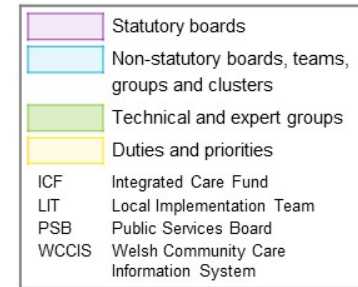 Statutory boards
Non-statutory boards, teams,
groups and clusters
Technical and expert groups
Duties and priorities
ICF Integrated Care Fund
LIT Local Implementation Team
PSB Public Services Board
WCCIS Welsh Community Care
Information System